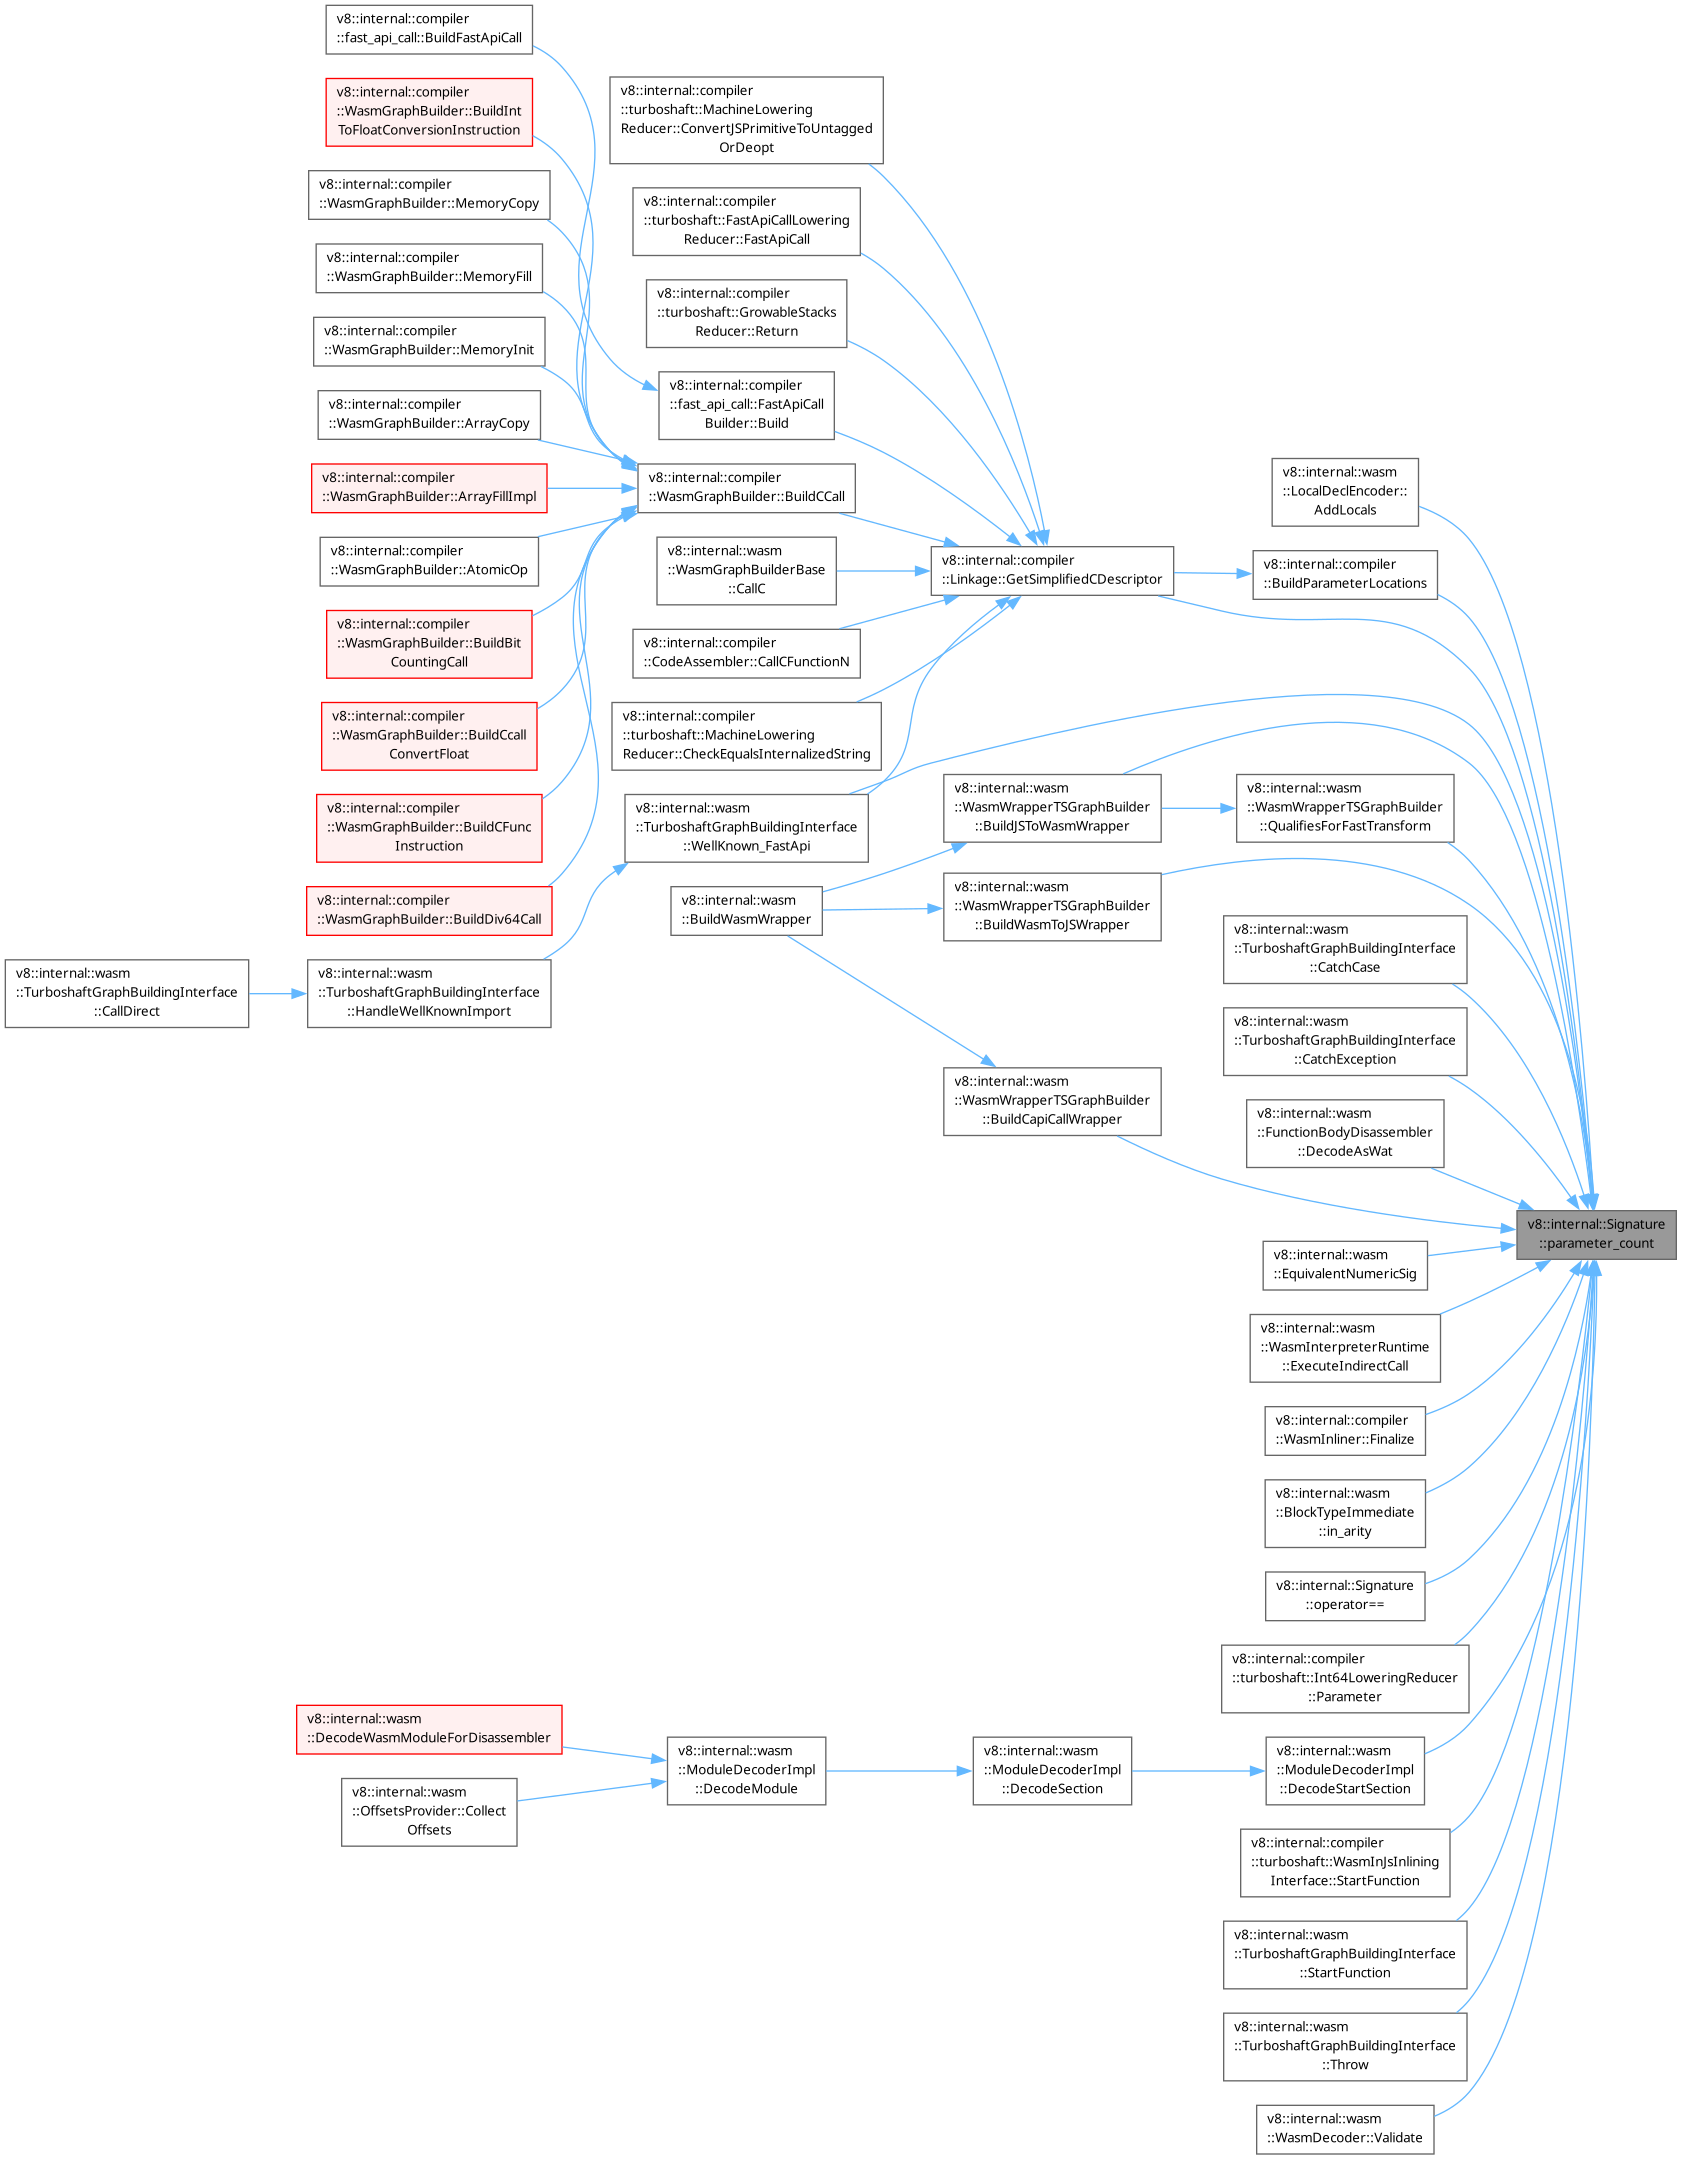 v8::internal::compiler
::fast_api_call::BuildFastApiCall
v8::internal::compiler
::WasmGraphBuilder::BuildInt
ToFloatConversionInstruction
v8::internal::compiler
::WasmGraphBuilder::MemoryCopy
v8::internal::compiler
::WasmGraphBuilder::MemoryFill
v8::internal::compiler
::WasmGraphBuilder::MemoryInit
v8::internal::compiler
::WasmGraphBuilder::ArrayCopy
v8::internal::compiler
::WasmGraphBuilder::ArrayFillImpl
v8::internal::compiler
::WasmGraphBuilder::AtomicOp
v8::internal::compiler
::WasmGraphBuilder::BuildBit
CountingCall
v8::internal::compiler
::WasmGraphBuilder::BuildCcall
ConvertFloat
v8::internal::compiler
::WasmGraphBuilder::BuildCFunc
Instruction
v8::internal::compiler
::WasmGraphBuilder::BuildDiv64Call
v8::internal::wasm
::TurboshaftGraphBuildingInterface
::CallDirect
v8::internal::wasm
::TurboshaftGraphBuildingInterface
::HandleWellKnownImport
v8::internal::wasm
::DecodeWasmModuleForDisassembler
v8::internal::wasm
::OffsetsProvider::Collect
Offsets
v8::internal::compiler
::turboshaft::MachineLowering
Reducer::ConvertJSPrimitiveToUntagged
OrDeopt
v8::internal::compiler
::turboshaft::FastApiCallLowering
Reducer::FastApiCall
v8::internal::compiler
::turboshaft::GrowableStacks
Reducer::Return
v8::internal::compiler
::fast_api_call::FastApiCall
Builder::Build
v8::internal::compiler
::WasmGraphBuilder::BuildCCall
v8::internal::wasm
::WasmGraphBuilderBase
::CallC
v8::internal::compiler
::CodeAssembler::CallCFunctionN
v8::internal::compiler
::turboshaft::MachineLowering
Reducer::CheckEqualsInternalizedString
v8::internal::wasm
::TurboshaftGraphBuildingInterface
::WellKnown_FastApi
v8::internal::wasm
::BuildWasmWrapper
v8::internal::wasm
::ModuleDecoderImpl
::DecodeModule
v8::internal::compiler
::Linkage::GetSimplifiedCDescriptor
v8::internal::wasm
::WasmWrapperTSGraphBuilder
::BuildJSToWasmWrapper
v8::internal::wasm
::WasmWrapperTSGraphBuilder
::BuildWasmToJSWrapper
v8::internal::wasm
::WasmWrapperTSGraphBuilder
::BuildCapiCallWrapper
v8::internal::wasm
::ModuleDecoderImpl
::DecodeSection
v8::internal::wasm
::LocalDeclEncoder::
AddLocals
v8::internal::compiler
::BuildParameterLocations
v8::internal::wasm
::WasmWrapperTSGraphBuilder
::QualifiesForFastTransform
v8::internal::wasm
::TurboshaftGraphBuildingInterface
::CatchCase
v8::internal::wasm
::TurboshaftGraphBuildingInterface
::CatchException
v8::internal::wasm
::FunctionBodyDisassembler
::DecodeAsWat
v8::internal::wasm
::EquivalentNumericSig
v8::internal::wasm
::WasmInterpreterRuntime
::ExecuteIndirectCall
v8::internal::compiler
::WasmInliner::Finalize
v8::internal::wasm
::BlockTypeImmediate
::in_arity
v8::internal::Signature
::operator==
v8::internal::compiler
::turboshaft::Int64LoweringReducer
::Parameter
v8::internal::wasm
::ModuleDecoderImpl
::DecodeStartSection
v8::internal::compiler
::turboshaft::WasmInJsInlining
Interface::StartFunction
v8::internal::wasm
::TurboshaftGraphBuildingInterface
::StartFunction
v8::internal::wasm
::TurboshaftGraphBuildingInterface
::Throw
v8::internal::wasm
::WasmDecoder::Validate
v8::internal::Signature
::parameter_count